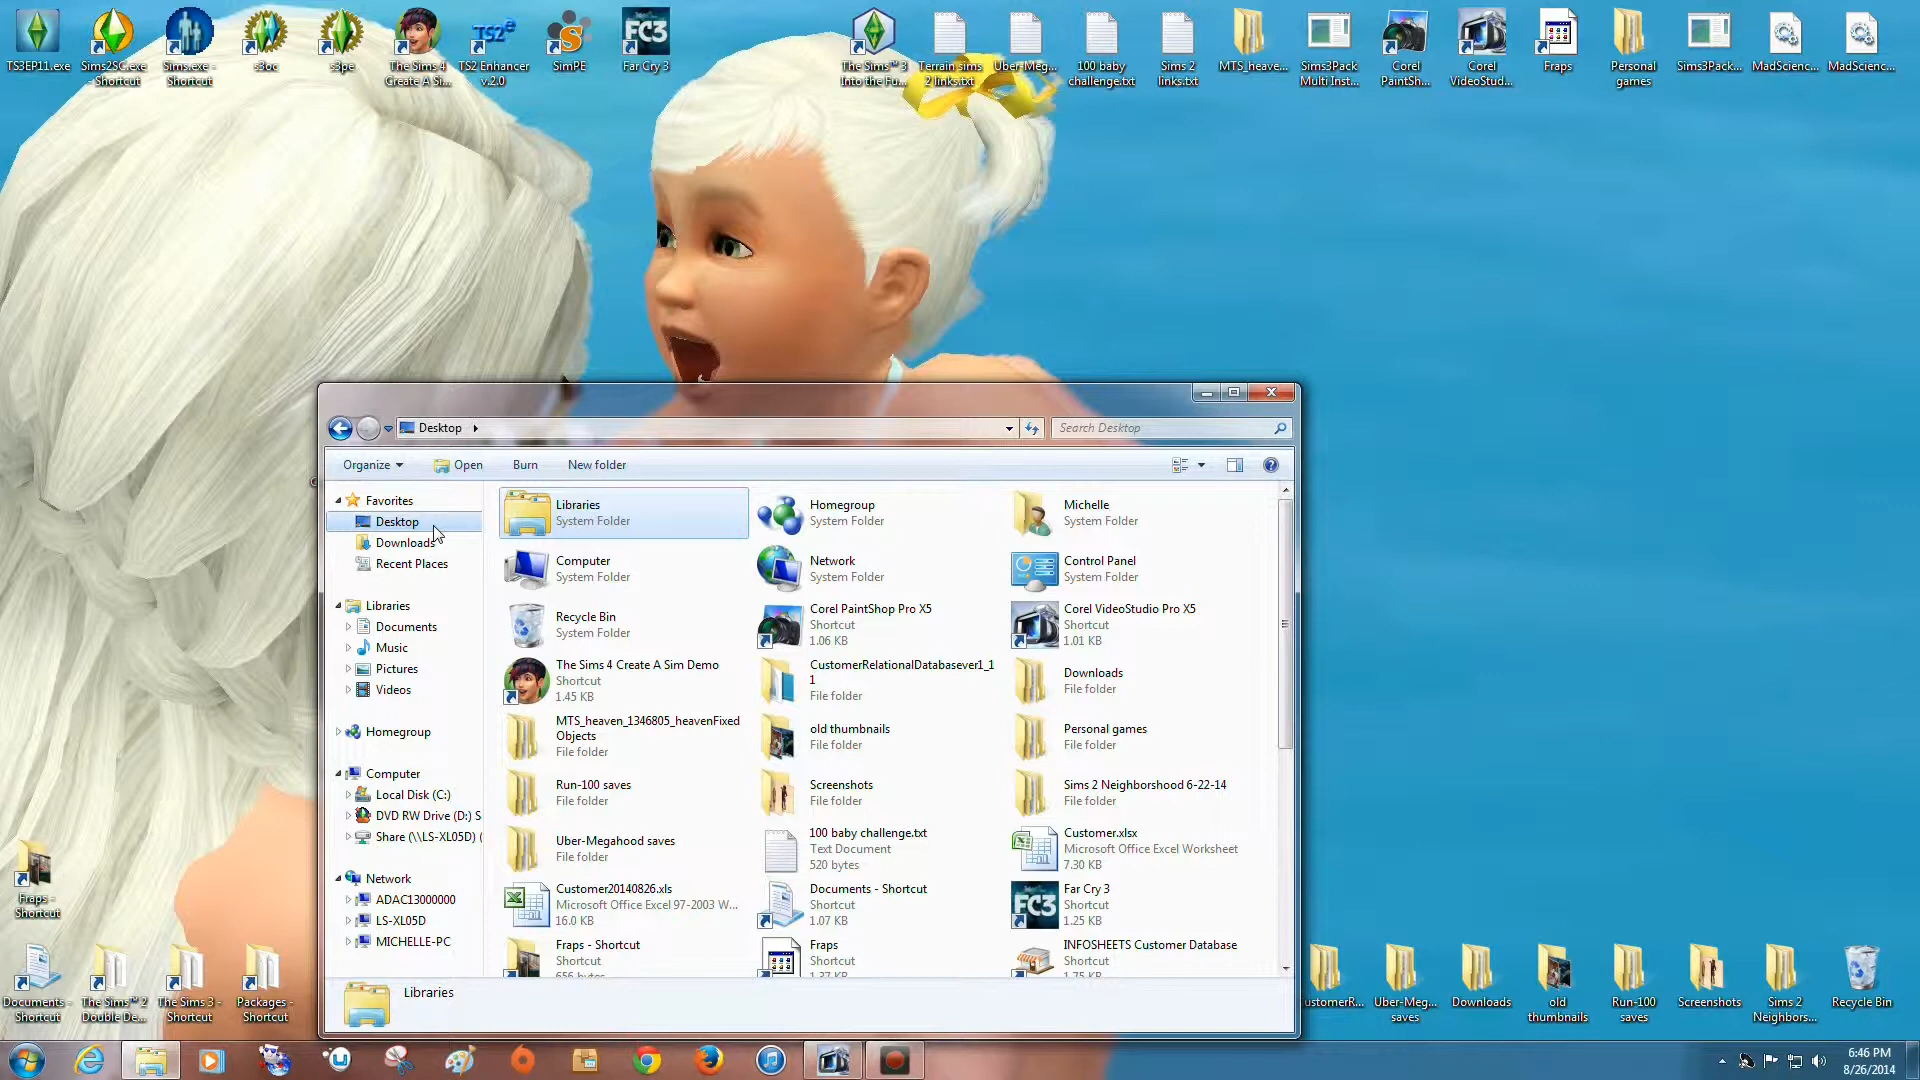 TS3EP11.exe
Sims2SC.exe
- Shortcut
Sims.exe -
Shortcut
s3oc
s3pe
The Sims 4
Create A Si...
TS2 Enhancer
v.2.0
SimPE
FC3
Far Cry 3
The Sims™ 3
Into the Fu...
Terrain sims
2 links.txt
Uber-Meg...
100 baby
challenge.txt
Sims 2
links.txt
MTS_heave...
Sims3Pack
Multi Inst...
Corel
PaintSh...
Corel
VideoStud...
Fraps
Personal
games
Sims3Pack...
MadScienc...
MadScienc...
Desktop
Search Desktop
Organize
Open
Burn
New folder
Favorites
Desktop
Downloads
Recent Places
Libraries
Documents
Music
Pictures
Videos
Homegroup
Computer
Local Disk (C:)
DVD RW Drive (D:) S
Share (\\LS-XL05D) (
Network
ADAC13000000
LS-XL05D
MICHELLE-PC
Libraries
System Folder
Homegroup
System Folder
Michelle
System Folder
Computer
System Folder
Network
System Folder
Control Panel
System Folder
Recycle Bin
System Folder
Corel PaintShop Pro X5
Shortcut
1.06 KB
Corel VideoStudio Pro X5
Shortcut
1.01 KB
The Sims 4 Create A Sim Demo
Shortcut
1.45 KB
CustomerRelationalDatabasever1_1
1
File folder
Downloads
File folder
MTS_heaven_1346805_heavenFixed
Objects
File folder
old thumbnails
File folder
Personal games
File folder
Run-100 saves
File folder
Screenshots
File folder
Sims 2 Neighborhood 6-22-14
File folder
Uber-Megahood saves
File folder
100 baby challenge.txt
Text Document
520 bytes
Customer.xlsx
Microsoft Office Excel Worksheet
7.30 KB
Customer20140826.xls
Microsoft Office Excel 97-2003 W...
16.0 KB
Documents - Shortcut
Shortcut
1.07 KB
FC3
Far Cry 3
Shortcut
1.25 KB
Fraps - Shortcut
Shortcut
656 bytes
Fraps
Shortcut
1.37 KB
INFOSHEETS Customer Database
Shortcut
1.75 KB
Libraries
Fraps -
Shortcut
Documents -
Shortcut
The Sims™ 2
Double De...
The Sims 3 -
Shortcut
Packages -
Shortcut
ustomerR...
Uber-Meg...
saves
Downloads
old
thumbnails
Run-100
saves
Screenshots
Sims 2
Neighbors...
Recycle Bin
6:46 PM
8/26/2014